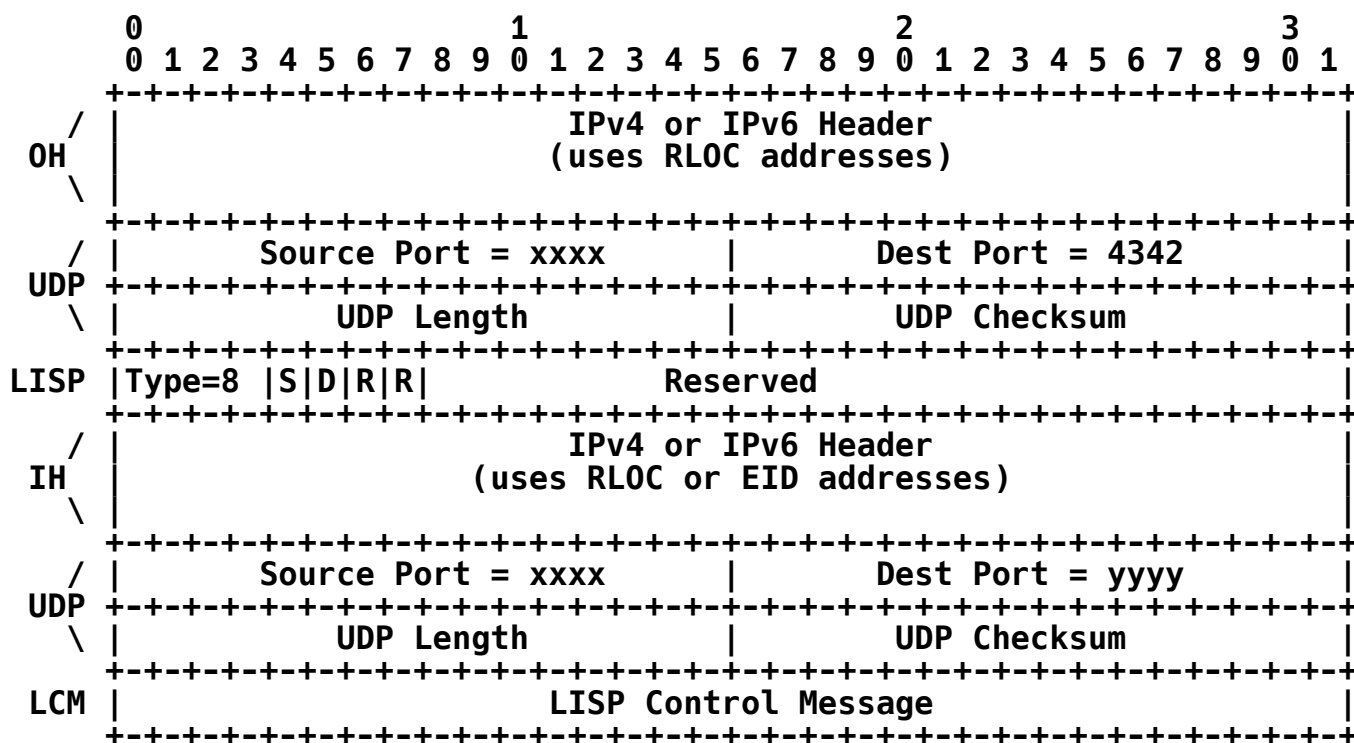 0                   1                   2                   3
       0 1 2 3 4 5 6 7 8 9 0 1 2 3 4 5 6 7 8 9 0 1 2 3 4 5 6 7 8 9 0 1
      +-+-+-+-+-+-+-+-+-+-+-+-+-+-+-+-+-+-+-+-+-+-+-+-+-+-+-+-+-+-+-+-+
    / |                       IPv4 or IPv6 Header                     |
  OH  |                      (uses RLOC addresses)                    |
    \ |                                                               |
      +-+-+-+-+-+-+-+-+-+-+-+-+-+-+-+-+-+-+-+-+-+-+-+-+-+-+-+-+-+-+-+-+
    / |       Source Port = xxxx      |       Dest Port = 4342        |
  UDP +-+-+-+-+-+-+-+-+-+-+-+-+-+-+-+-+-+-+-+-+-+-+-+-+-+-+-+-+-+-+-+-+
    \ |           UDP Length          |        UDP Checksum           |
      +-+-+-+-+-+-+-+-+-+-+-+-+-+-+-+-+-+-+-+-+-+-+-+-+-+-+-+-+-+-+-+-+
 LISP |Type=8 |S|D|R|R|            Reserved                           |
      +-+-+-+-+-+-+-+-+-+-+-+-+-+-+-+-+-+-+-+-+-+-+-+-+-+-+-+-+-+-+-+-+
    / |                       IPv4 or IPv6 Header                     |
  IH  |                  (uses RLOC or EID addresses)                 |
    \ |                                                               |
      +-+-+-+-+-+-+-+-+-+-+-+-+-+-+-+-+-+-+-+-+-+-+-+-+-+-+-+-+-+-+-+-+
    / |       Source Port = xxxx      |       Dest Port = yyyy        |
  UDP +-+-+-+-+-+-+-+-+-+-+-+-+-+-+-+-+-+-+-+-+-+-+-+-+-+-+-+-+-+-+-+-+
    \ |           UDP Length          |        UDP Checksum           |
      +-+-+-+-+-+-+-+-+-+-+-+-+-+-+-+-+-+-+-+-+-+-+-+-+-+-+-+-+-+-+-+-+
  LCM |                      LISP Control Message                     |
      +-+-+-+-+-+-+-+-+-+-+-+-+-+-+-+-+-+-+-+-+-+-+-+-+-+-+-+-+-+-+-+-+